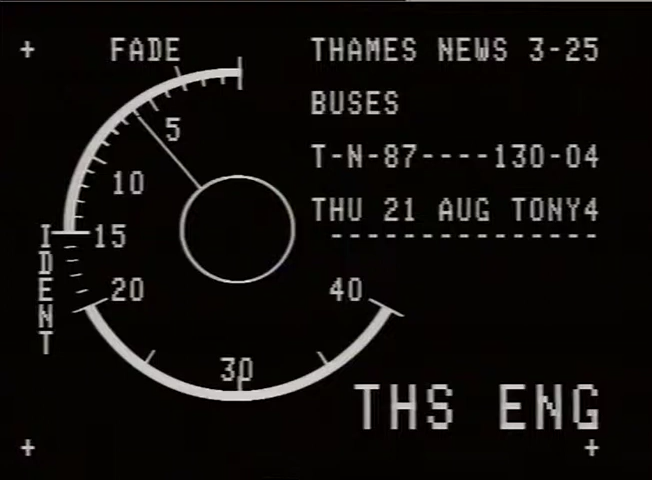 FADE
THAMES NEWS 3-25
BUSES
T-N-87----130-04
THU 21 AUG TONY4
---------------
5
10
15
20
30
40
IDENT
THS ENG